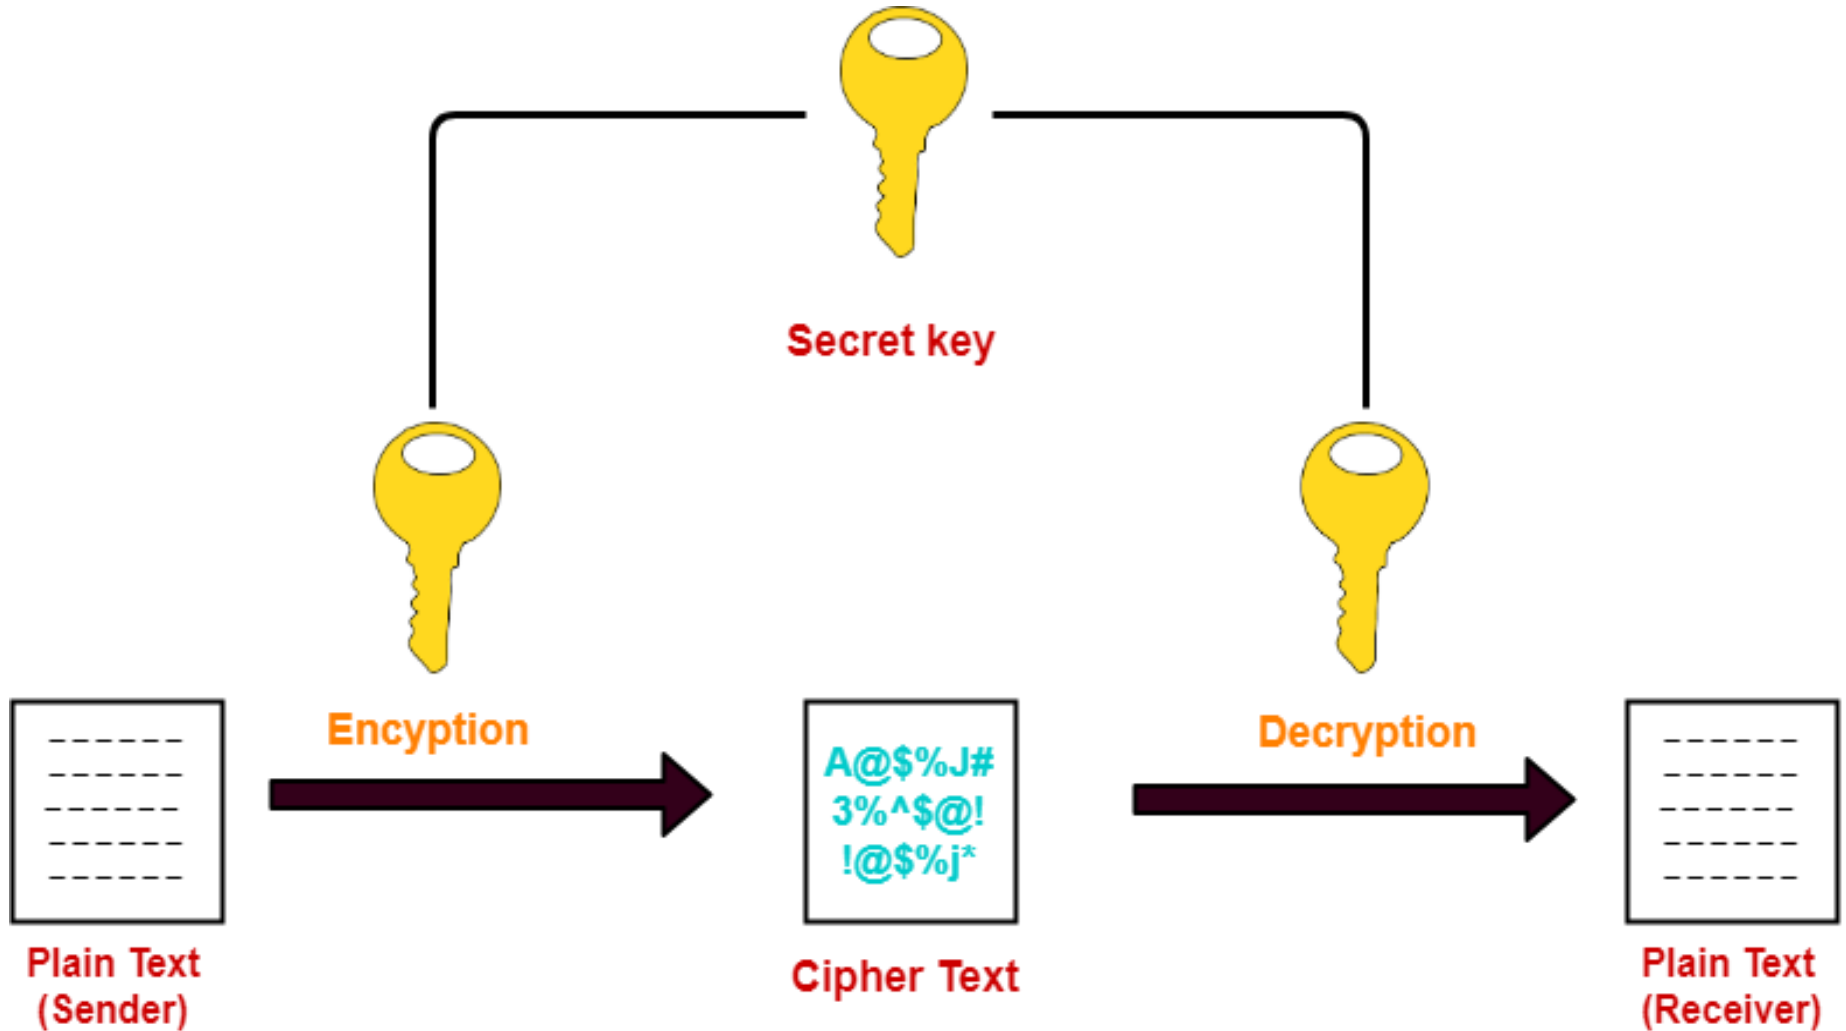 Secret key
Encyption
Decryption
A@$%J#
3%^$@!
!@$%j*
Plain Text
(Sender)
Cipher Text
Plain Text
(Receiver)